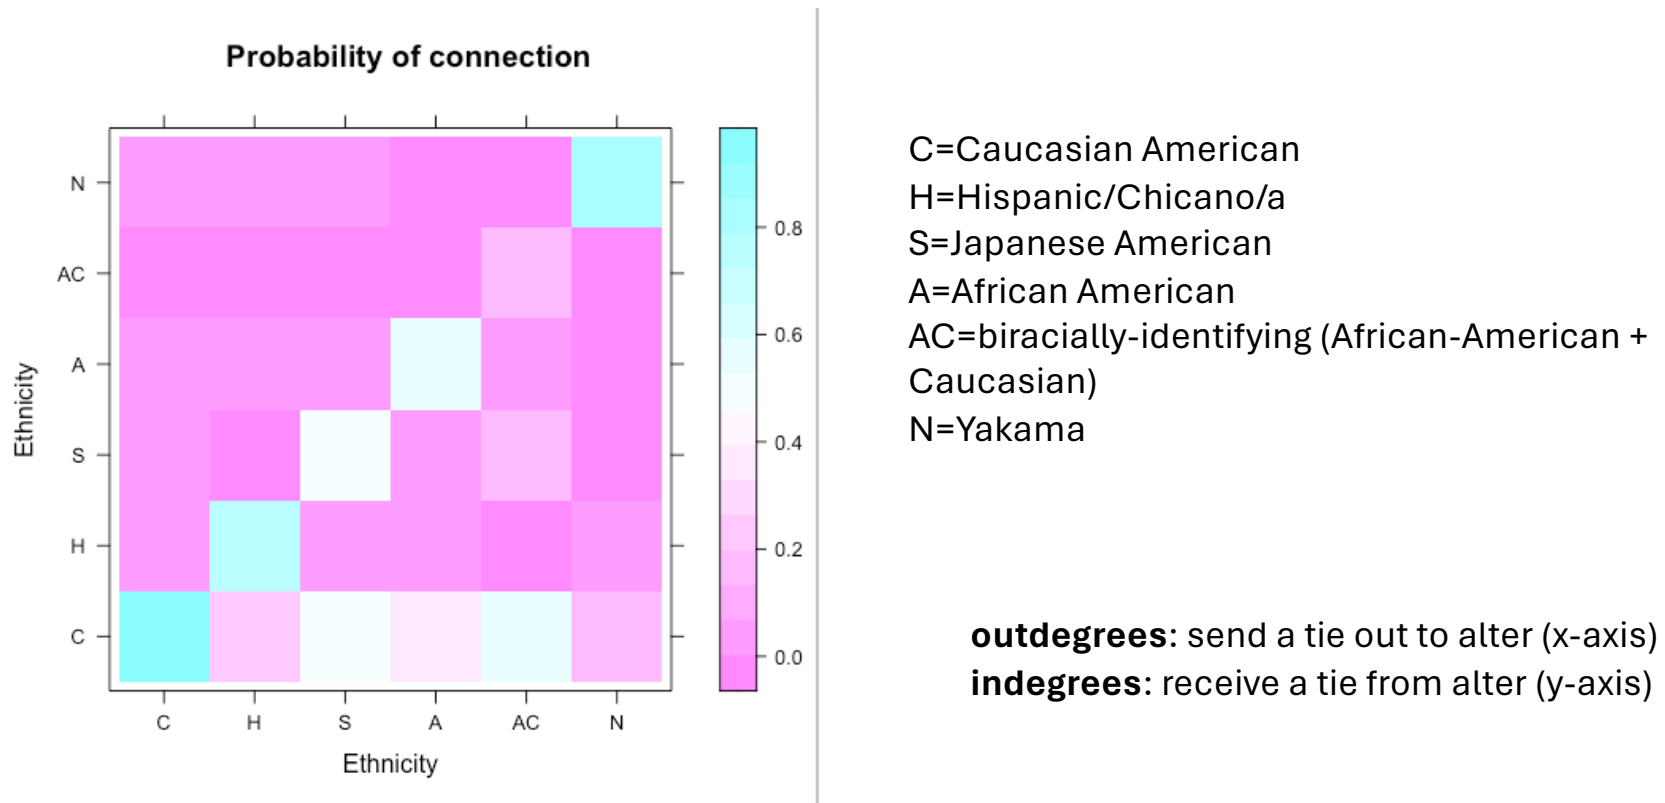 Probability of connection
N
AC
A
S
H
C
Ethnicity
C H S A AC N
Ethnicity
0.8
0.6
0.4
0.2
0.0
C=Caucasian American
H=Hispanic/Chicano/a
S=Japanese American
A=African American
AC=biracially-identifying (African-American +
Caucasian)
N=Yakama
outdegrees: send a tie out to alter (x-axis)
indegrees: receive a tie from alter (y-axis)